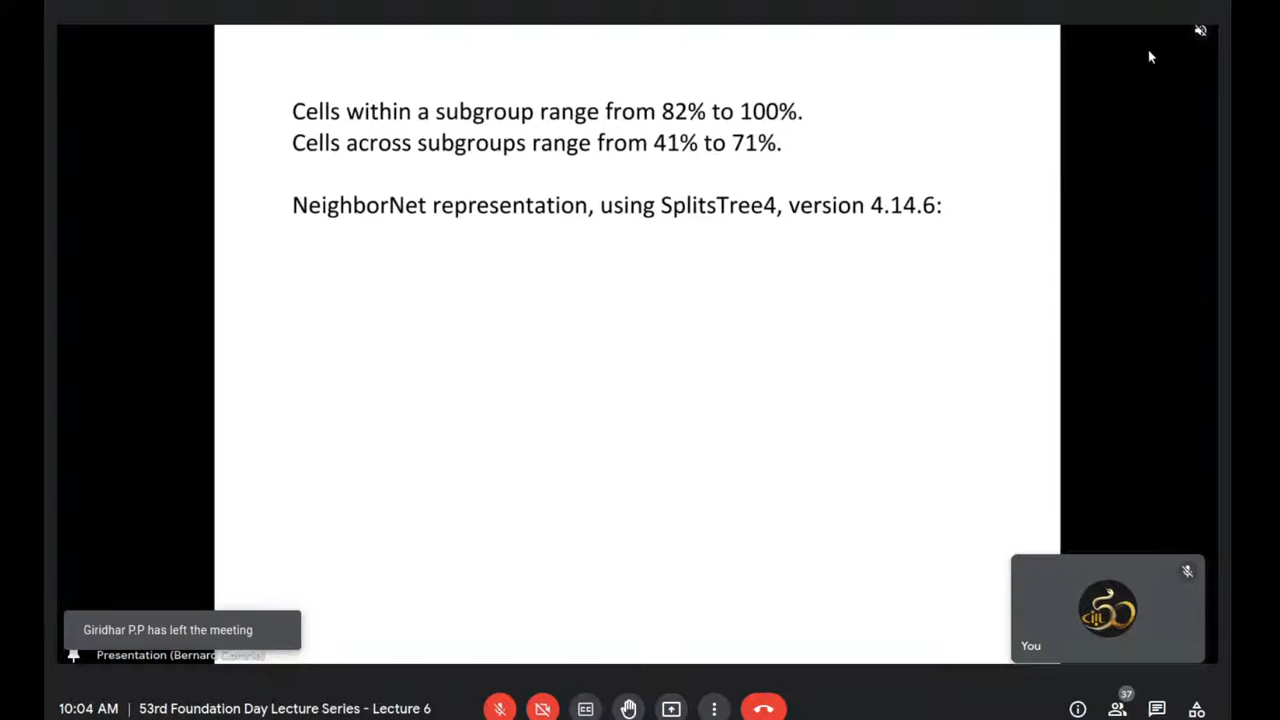 Cells within a subgroup range from 82% to 100%.
Cells across subgroups range from 41% to 71%.
NeighborNet representation, using SplitsTree4, version 4.14.6:
Giridhar P.P has left the meeting
Presentation (Bernard Comrie)
You
10:04 AM | 53rd Foundation Day Lecture Series - Lecture 6
37